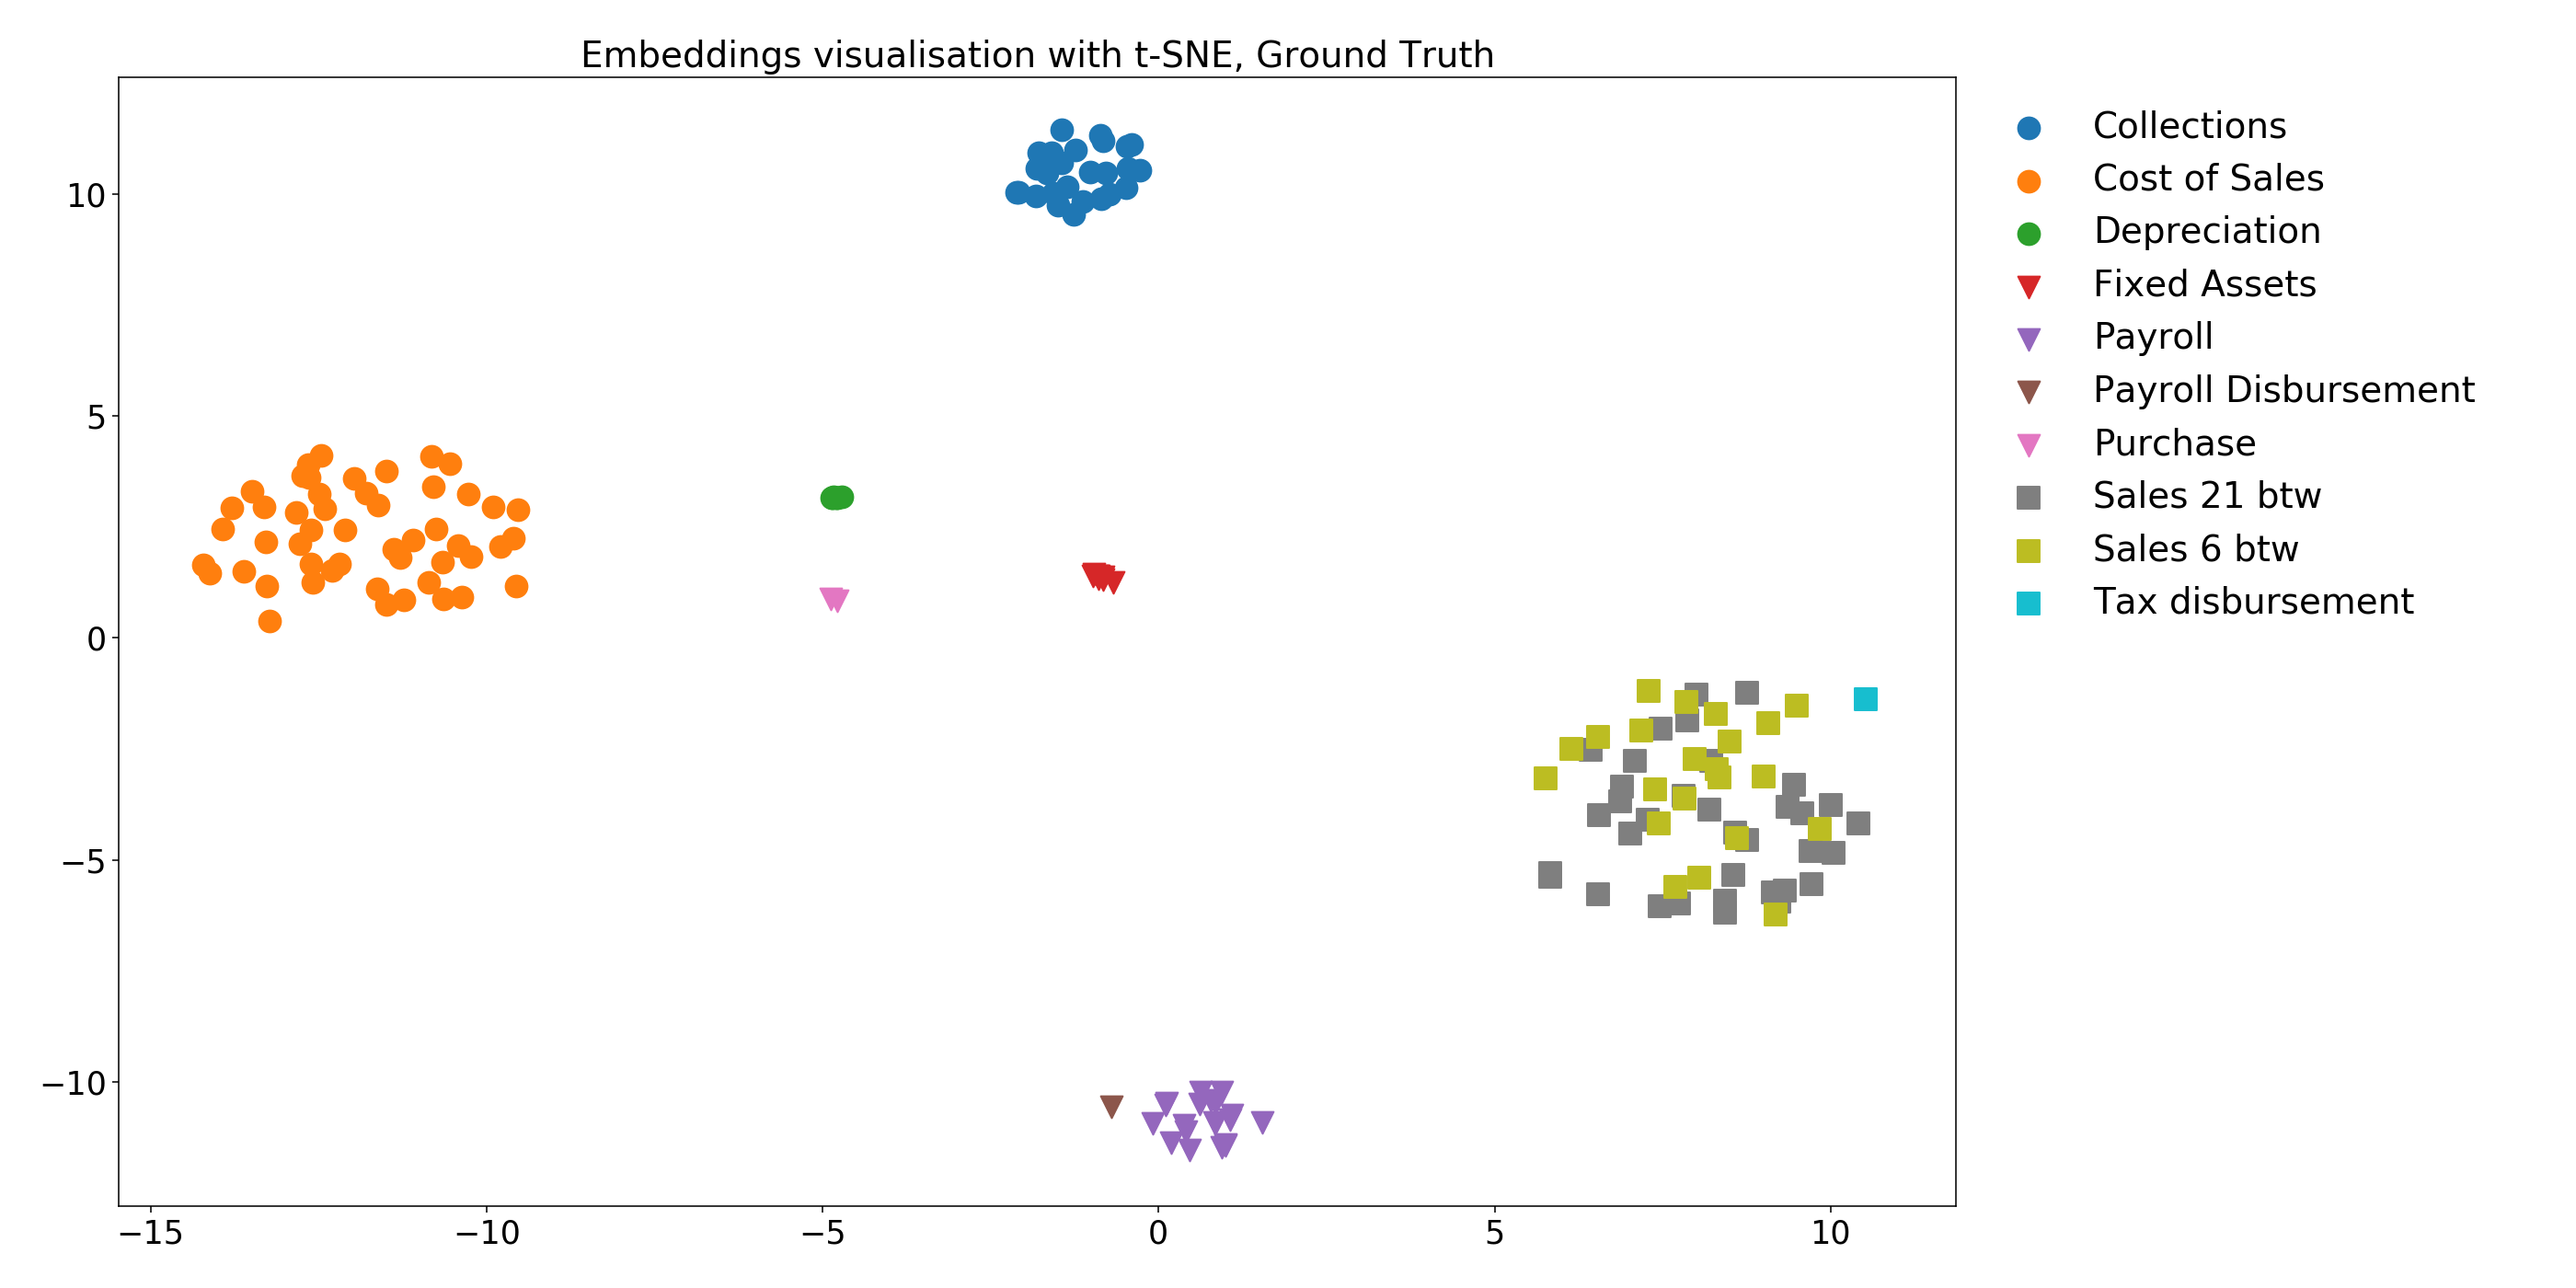 Embeddings visualisation with t-SNE, Ground Truth
Collections
Cost of Sales
Depreciation
Fixed Assets
Payroll
Payroll Disbursement
Purchase
Sales 21 btw
Sales 6 btw
Tax disbursement
10
5
0
−5
−10
−15
−10
−5
0
5
10